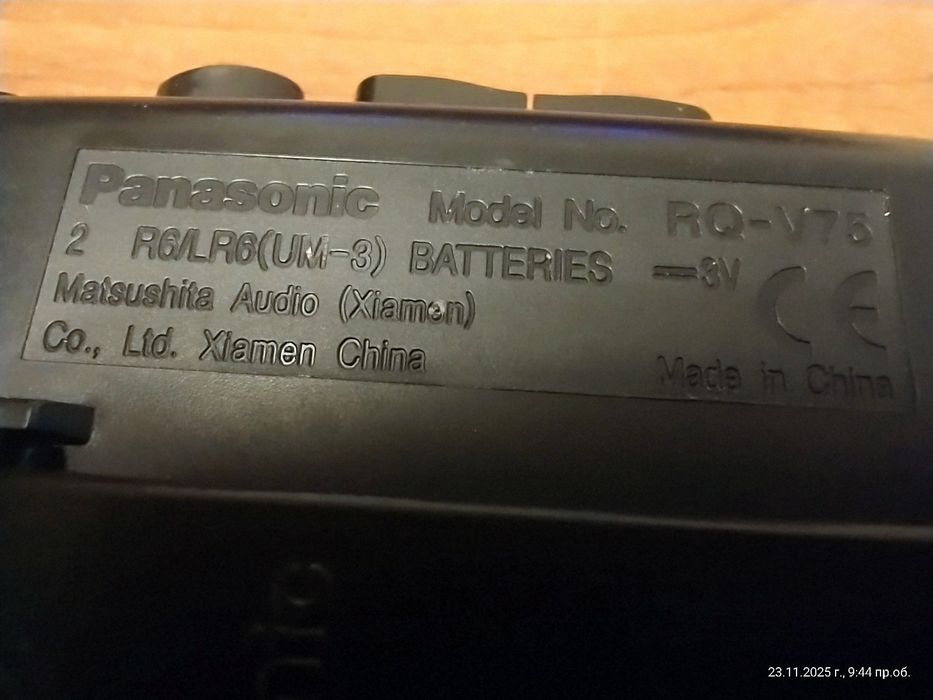 Panasonic Model No. RQ-V75
2 R6/LR6(UM-3) BATTERIES ⎓3V
Matsushita Audio (Xiamen)
Co., Ltd. Xiamen China
CE
Made in China
23.11.2025 г., 9:44 пр.об.